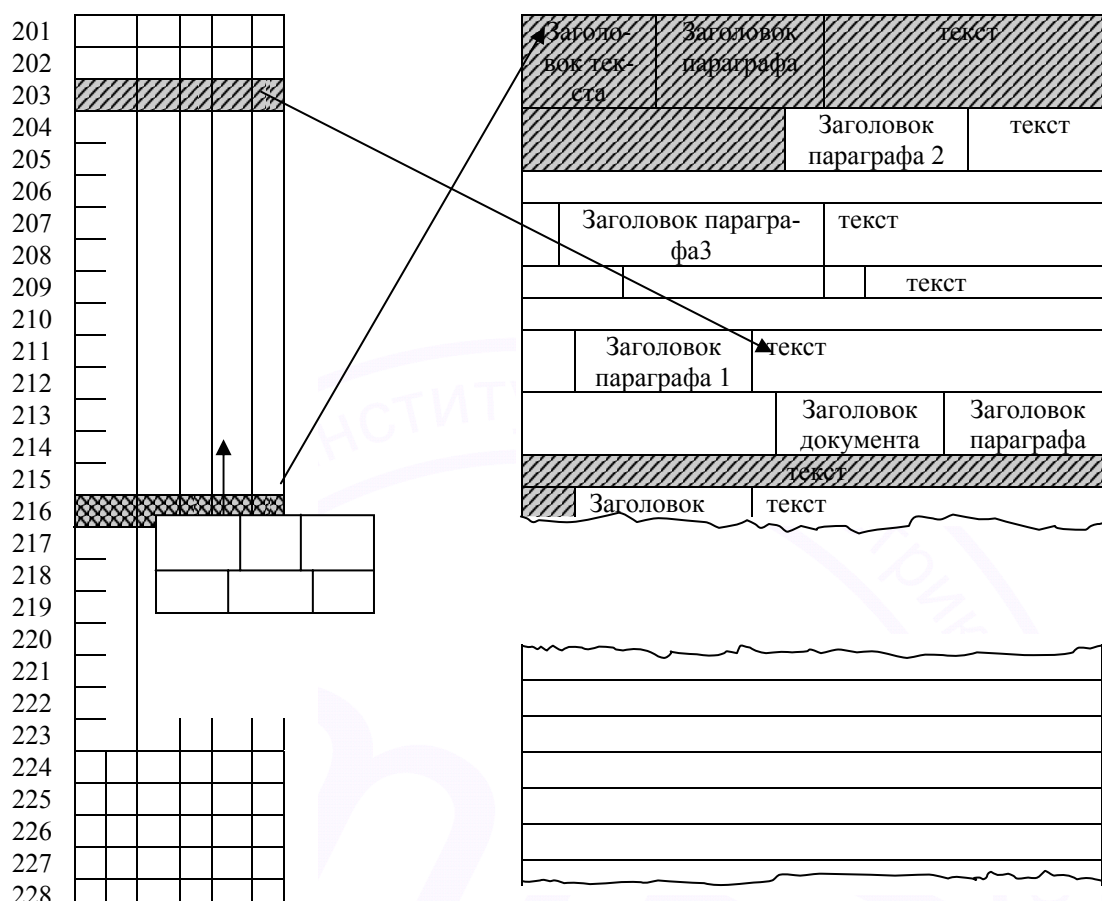 201
202
203
204
205
206
207
208
209
210
211
212
213
214
215
216
217
218
219
220
221
222
223
224
225
226
227
228
Заголо-
вок тек-
ста
Заголовок
параграфа
текст
Заголовок
параграфа 2
текст
Заголовок парагра-
фа3
текст
текст
Заголовок
параграфа 1
текст
Заголовок
документа
Заголовок
параграфа
текст
Заголовок
текст